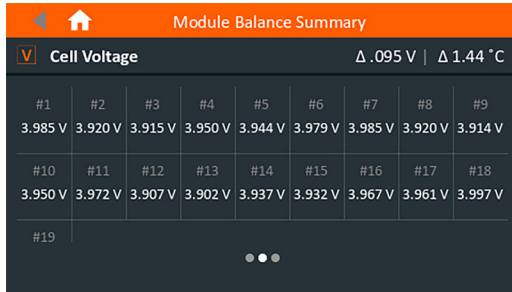 Module Balance Summary
V Cell Voltage Δ .095 V | Δ 1.44 °C
#1 #2 #3 #4 #5 #6 #7 #8 #9
3.985 V 3.920 V 3.915 V 3.950 V 3.944 V 3.979 V 3.985 V 3.920 V 3.914 V
#10 #11 #12 #13 #14 #15 #16 #17 #18
3.950 V 3.972 V 3.907 V 3.902 V 3.937 V 3.932 V 3.967 V 3.961 V 3.997 V
#19